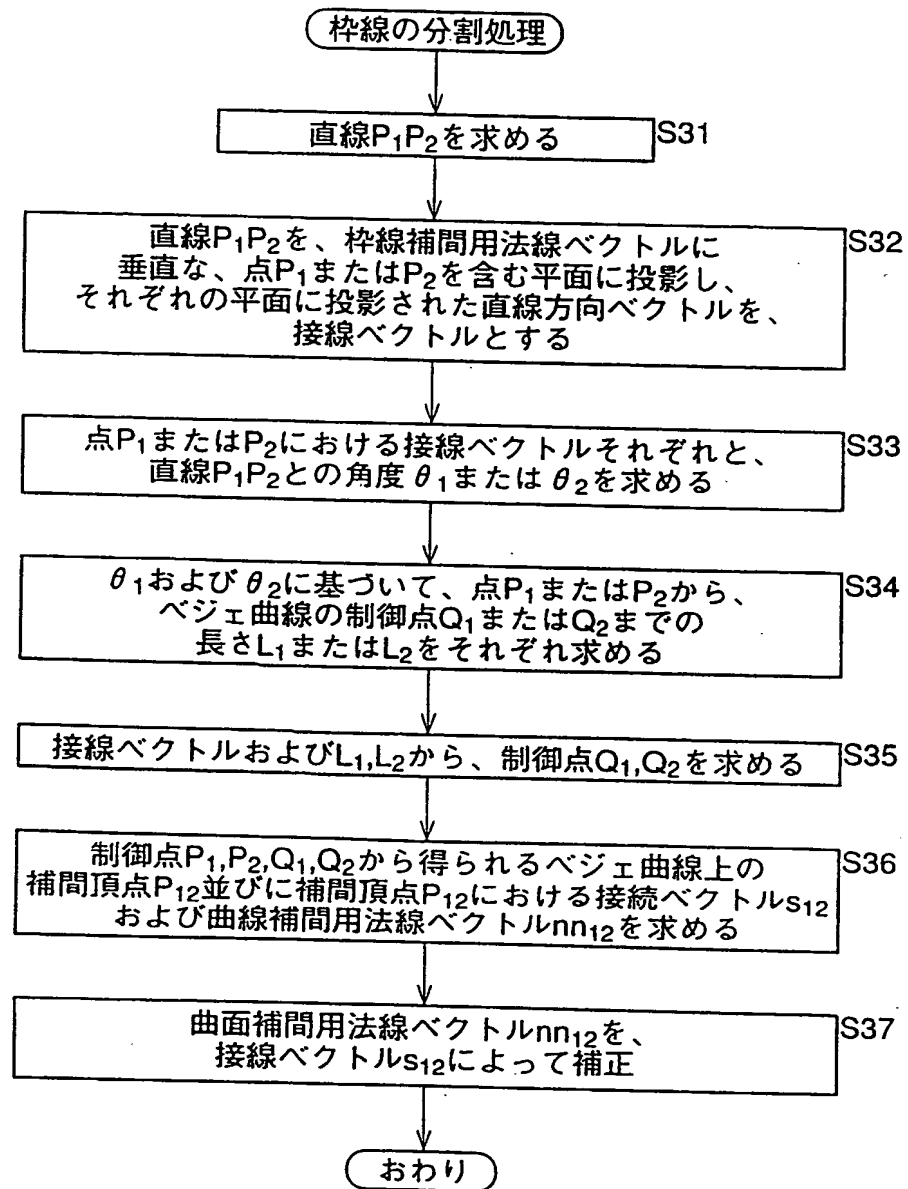 枠線の分割処理
直線P₁P₂を求める
S31
直線P₁P₂を、枠線補間用法線ベクトルに
垂直な、点P₁またはP₂を含む平面に投影し、
それぞれの平面に投影された直線方向ベクトルを、
接線ベクトルとする
S32
点P₁またはP₂における接線ベクトルそれぞれと、
直線P₁P₂との角度θ₁またはθ₂を求める
S33
θ₁およびθ₂に基づいて、点P₁またはP₂から、
ベジェ曲線の制御点Q₁またはQ₂までの
長さL₁またはL₂をそれぞれ求める
S34
接線ベクトルおよびL₁,L₂から、制御点Q₁,Q₂を求める
S35
制御点P₁,P₂,Q₁,Q₂から得られるベジェ曲線上の
補間頂点P₁₂並びに補間頂点P₁₂における接続ベクトルs₁₂
および曲線補間用法線ベクトルnn₁₂を求める
S36
曲面補間用法線ベクトルnn₁₂を、
接線ベクトルs₁₂によって補正
S37
おわり